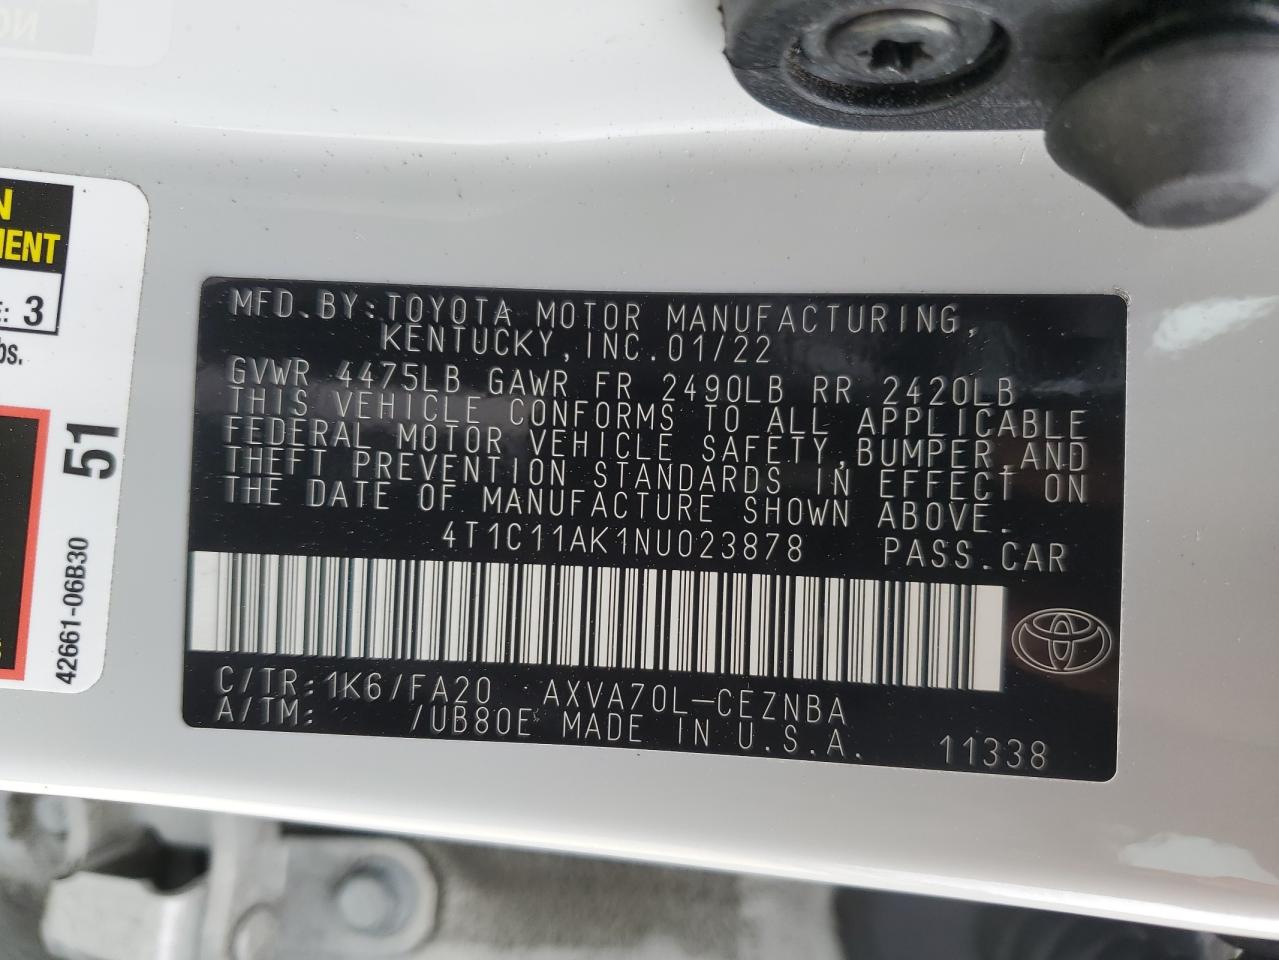 N
MENT
E: 3
bs.
51
42661-06B30
MFD. BY: TOYOTA MOTOR MANUFACTURING,
KENTUCKY, INC. 01/22
GVWR 4475LB GAWR FR 2490LB RR 2420LB
THIS VEHICLE CONFORMS TO ALL APPLICABLE
FEDERAL MOTOR VEHICLE SAFETY, BUMPER, AND
THEFT PREVENTION STANDARDS IN EFFECT ON
THE DATE OF MANUFACTURE SHOWN ABOVE.
4T1C11AK1NU023878 PASS. CAR
C/TR: 1K6/FA20 AXVA70L-CEZNBA
A/TM: /UB80E MADE IN U.S.A. 11338